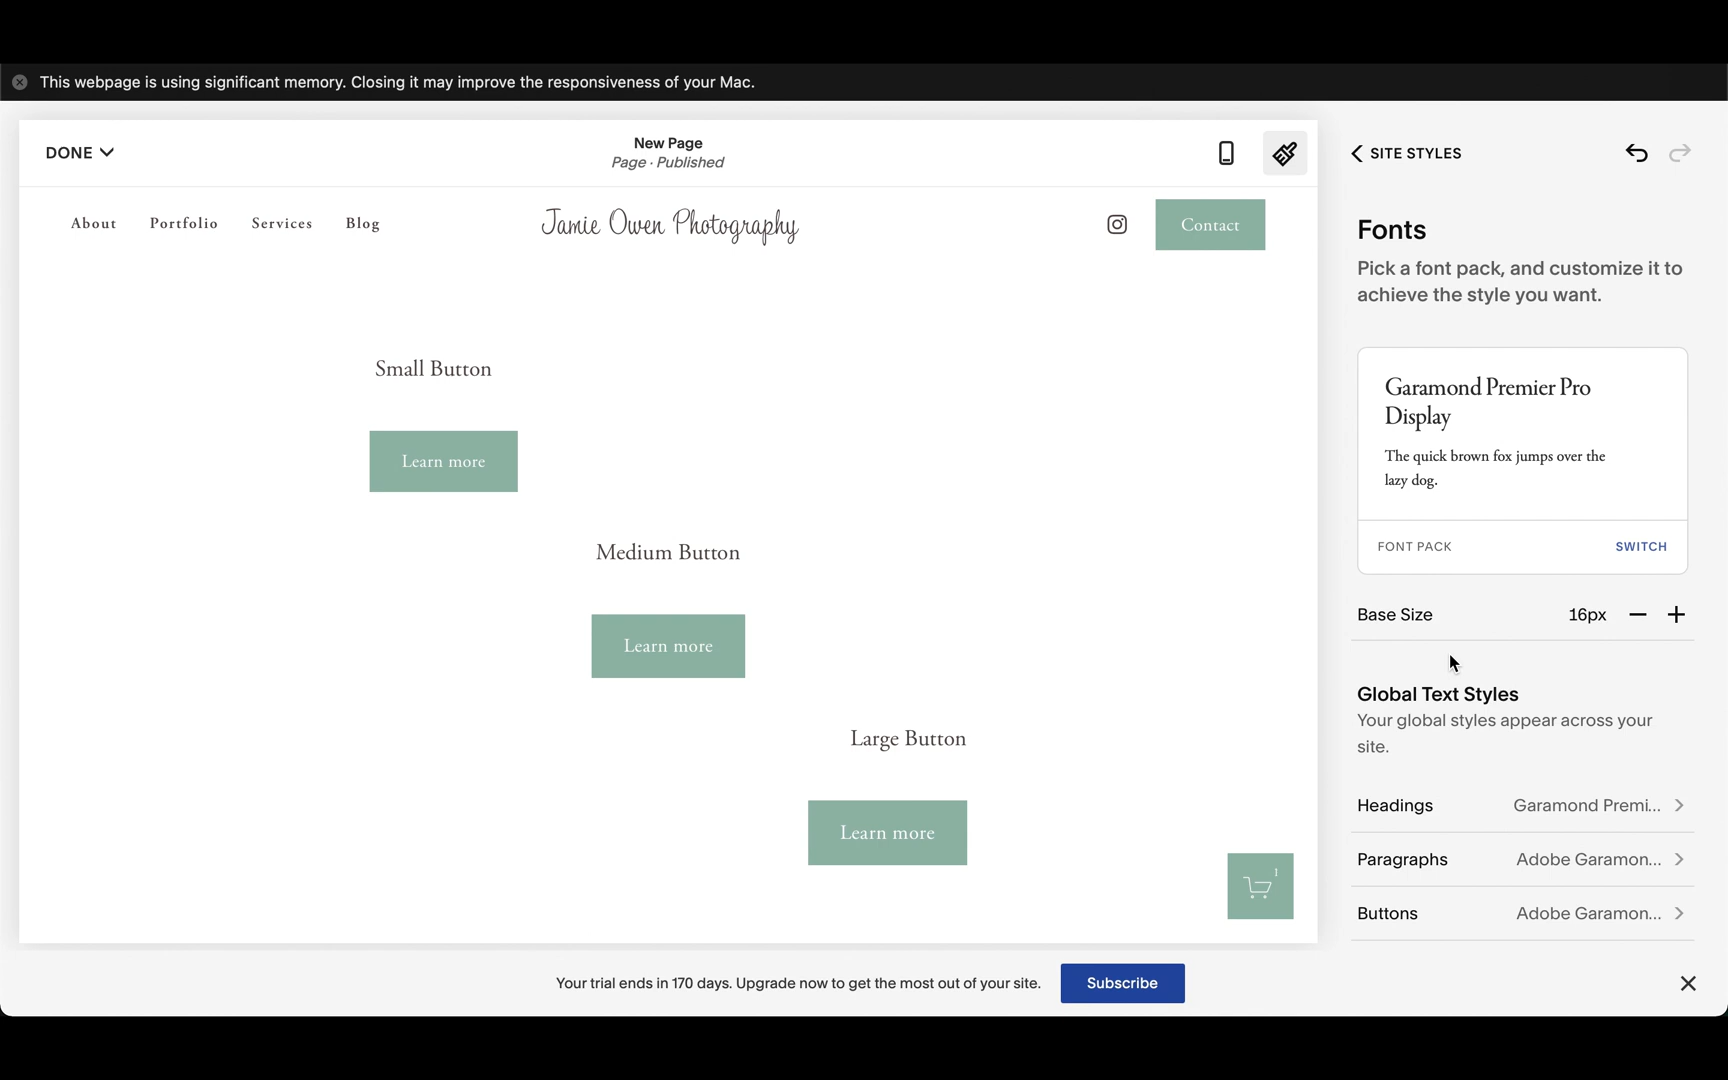 This webpage is using significant memory. Closing it may improve the responsiveness of your Mac.
DONE
New Page
Page · Published
SITE STYLES
About Portfolio Services Blog
Jamie Owen Photography
Contact
Fonts
Pick a font pack, and customize it to
achieve the style you want.
Small Button
Learn more
Medium Button
Learn more
Large Button
Learn more
1
Garamond Premier Pro
Display
The quick brown fox jumps over the
lazy dog.
FONT PACK SWITCH
Base Size 16px
Global Text Styles
Your global styles appear across your
site.
Headings Garamond Premi...
Paragraphs Adobe Garamon...
Buttons Adobe Garamon...
Your trial ends in 170 days. Upgrade now to get the most out of your site. Subscribe